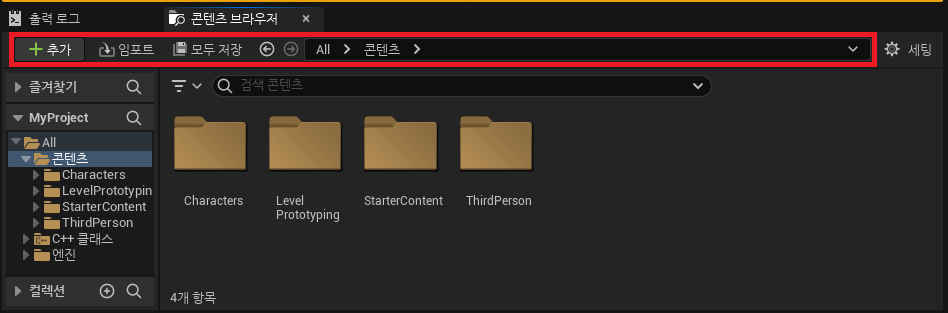 출력 로그
콘텐츠 브라우저
추가 임포트 모두 저장 All 콘텐츠 세팅
즐겨찾기
검색 콘텐츠
MyProject
All
콘텐츠
Characters
LevelPrototypin
StarterContent
ThirdPerson
C++ 클래스
엔진
컬렉션
Characters
Level
Prototyping
StarterContent
ThirdPerson
4개 항목